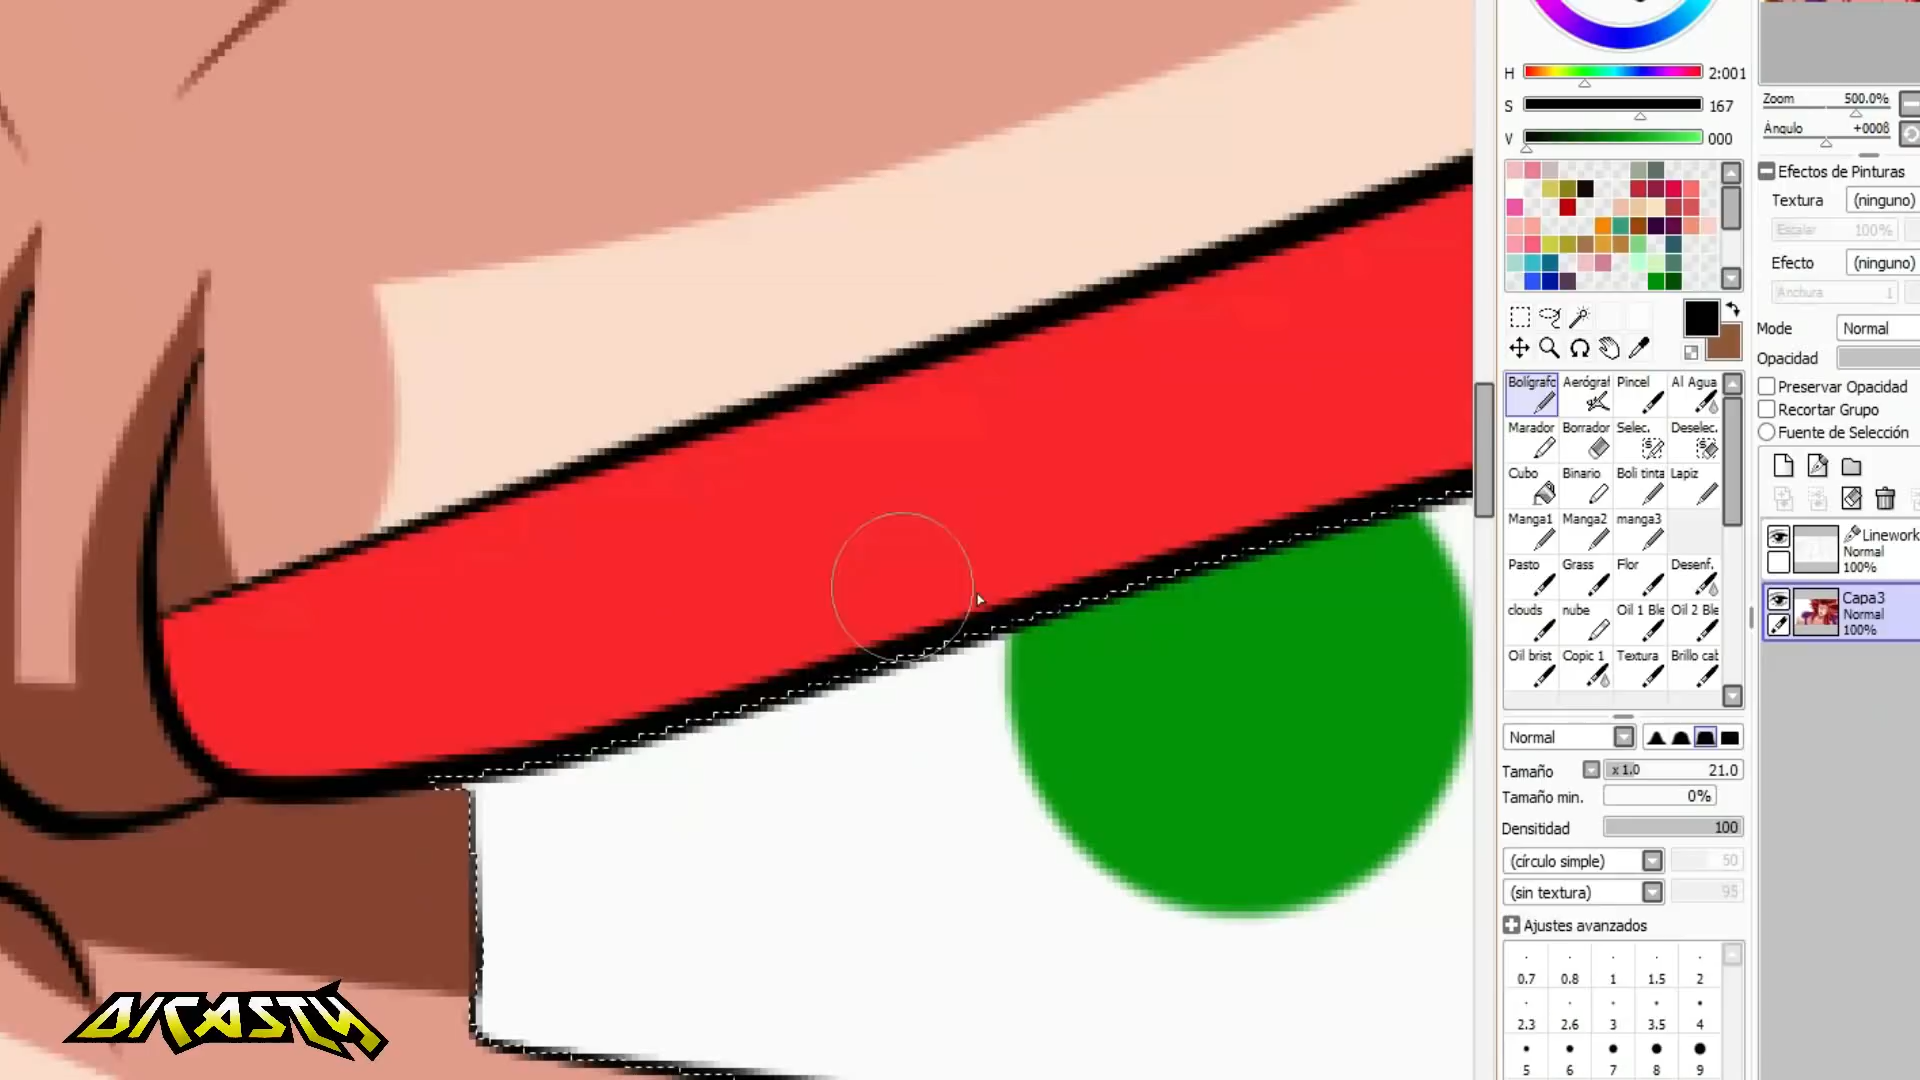 H 2:001
S 167
V 000
Zoom 500.0%
Ángulo +0008
Efectos de Pinturas
Textura (ninguno)
Escalar 100%
Efecto (ninguno)
Anchura 1
Mode Normal
Opacidad
Preservar Opacidad
Recortar Grupo
Fuente de Selección
Bolígrafo Aerógraf Pincel Al Agua
Marador Borrador Selec. Deselec.
Cubo Binario Boli tinta Lapiz
Manga1 Manga2 manga3
Pasto Grass Flor Desenf.
clouds nube Oil 1 Ble Oil 2 Ble
Oil brist Copic 1 Textura Brillo cab
Linework
Normal
100%
Capa3
Normal
100%
Normal
Tamaño x 1.0 21.0
Tamaño min. 0%
Densitidad 100
(círculo simple) 50
(sin textura) 95
Ajustes avanzados
0.7 0.8 1 1.5 2
2.3 2.6 3 3.5 4
5 6 7 8 9
DICASTY